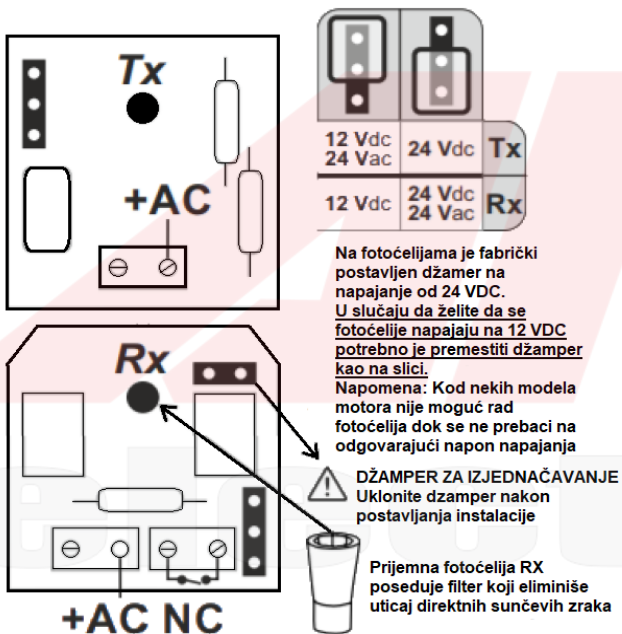 Tx
+AC
12 Vdc
24 Vac
24 Vdc
Tx
12 Vdc
24 Vdc
24 Vac
Rx
Na fotoćelijama je fabrički
postavljen džamer na
napajanje od 24 VDC.
U slučaju da želite da se
fotoćelije napajaju na 12 VDC
potrebno je premestiti džamper
kao na slici.
Napomena: Kod nekih modela
motora nije moguć rad
fotoćelija dok se ne prebaci na
odgovarajući napon napajanja
Rx
DŽAMPER ZA IZJEDNAČAVANJE
Uklonite dzamper nakon
postavljanja instalacije
Prijemna fotoćelija RX
poseduje filter koji eliminiše
uticaj direktnih sunčevih zraka
+AC NC